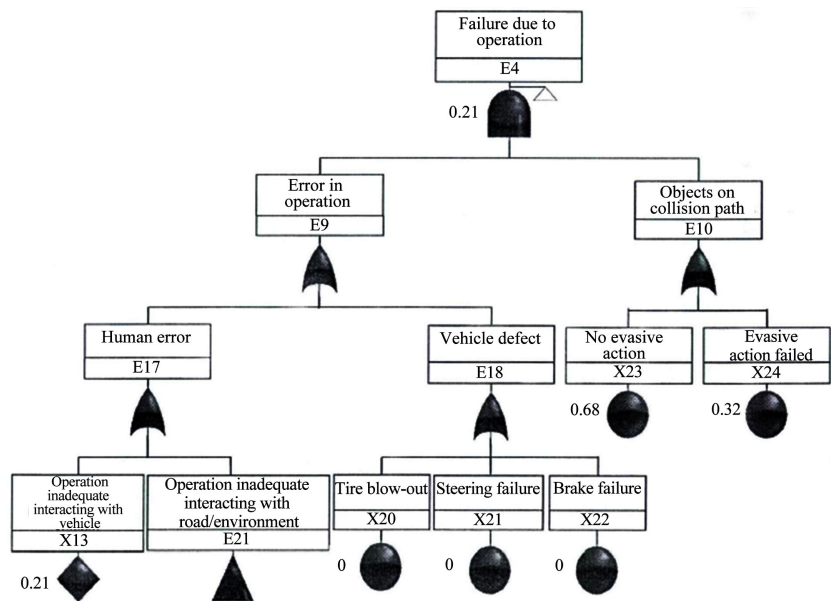 Failure due to
operation
E4
0.21
Error in
operation
E9
Objects on
collision path
E10
Human error
E17
Vehicle defect
E18
No evasive
action
X23
Evasive
action failed
X24
0.68
0.32
Operation
inadequate
interacting with
vehicle
X13
Operation inadequate
interacting with
road/environment
E21
Tire blow-out
X20
Steering failure
X21
Brake failure
X22
0.21
0
0
0